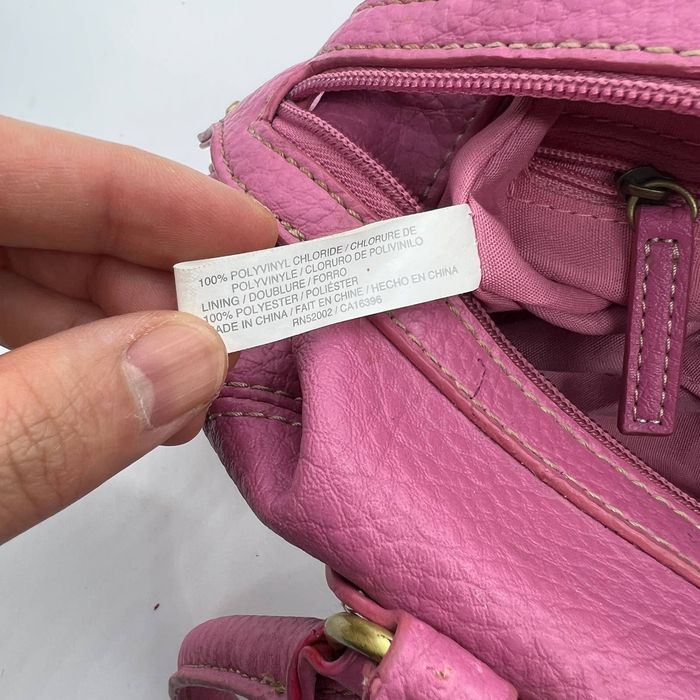 100% POLYVINYL CHLORIDE / CHLORURE DE
POLYVINYLE / CLORURO DE POLIVINILO
LINING / DOUBLURE / FORRO
100% POLYESTER / POLIÉSTER
MADE IN CHINA / FAIT EN CHINE / HECHO EN CHINA
RN52002 / CA16396